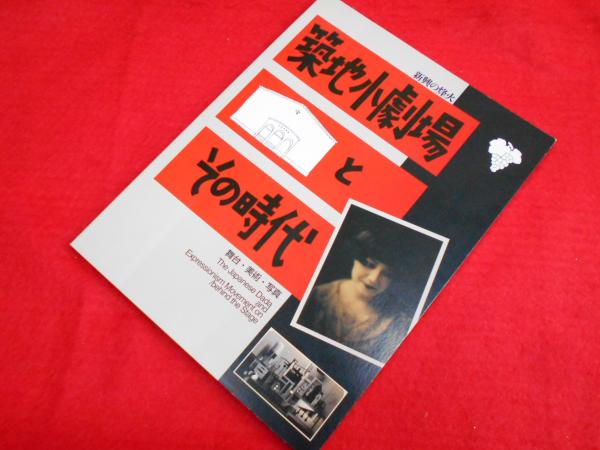 新興の烽火
築地小劇場
と
その時代
舞台・美術・写真
The Japanese Dada
and
Expressionism Movement on
/behind the Stage